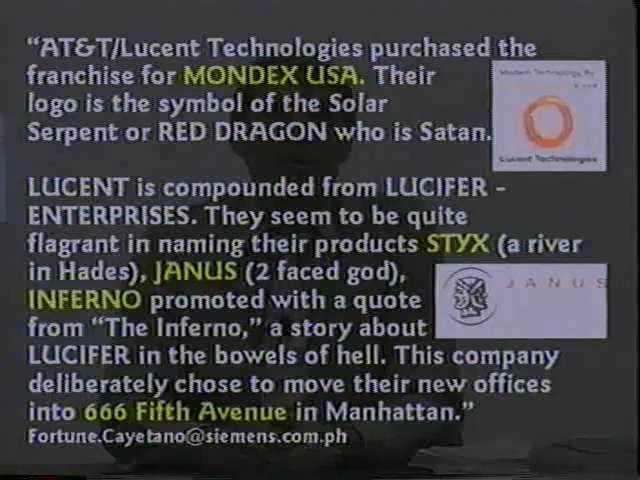 “AT&T/Lucent Technologies purchased the
franchise for MONDEX USA. Their
logo is the symbol of the Solar
Serpent or RED DRAGON who is Satan.
Modern Technology By
Lucent Technologies
LUCENT is compounded from LUCIFER -
ENTERPRISES. They seem to be quite
flagrant in naming their products STYX (a river
in Hades), JANUS (2 faced god),
JANUS
INFERNO promoted with a quote
from “The Inferno,” a story about
LUCIFER in the bowels of hell. This company
deliberately chose to move their new offices
into 666 Fifth Avenue in Manhattan.”
Fortune.Cayetano@siemens.com.ph